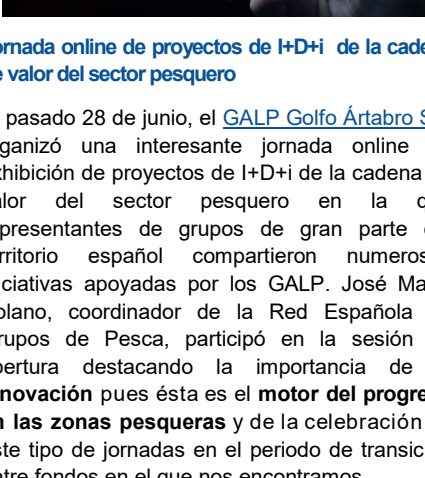 ornada online de proyectos de I+D+i de la cade
e valor del sector pesquero
pasado 28 de junio, el GALP Golfo Ártabro S
ganizó una interesante jornada online
xhibición de proyectos de I+D+i de la cadena
alor del sector pesquero en la q
presentantes de grupos de gran parte
rritorio español compartieron numeros
iciativas apoyadas por los GALP. José Ma
olano, coordinador de la Red Española
rupos de Pesca, participó en la sesión
pertura destacando la importancia de
novación pues ésta es el motor del progre
n las zonas pesqueras y de la celebración
ste tipo de jornadas en el periodo de transic
ntre fondos en el que nos encontramos